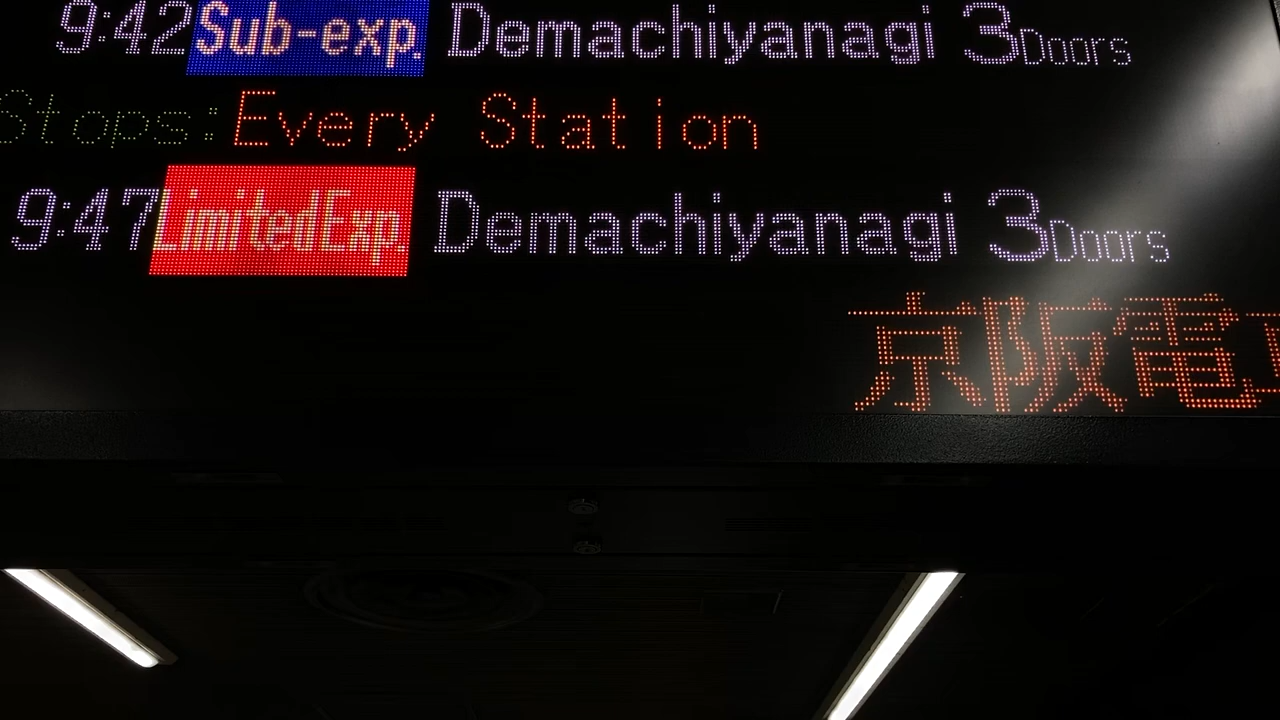 9:42 Sub-exp. Demachiyanagi 3Doors
Stops: Every Station
9:47 LimitedExp. Demachiyanagi 3Doors
京阪電